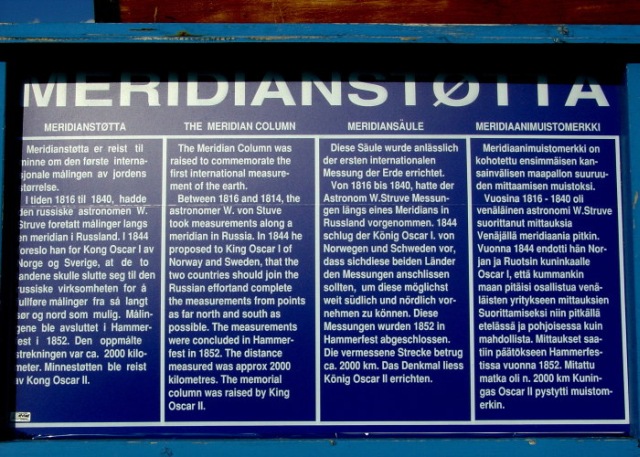 MERIDIANSTØTTA
MERIDIANSTØTTA
Meridianstøtta er reist til
minne om den første interna-
sjonale målingen av jordens
størrelse.
I tiden 1816 til 1840, hadde
den russiske astronomen W.
Struve foretatt målinger langs
en meridian i Russland. I 1844
foreslo han for Kong Oscar I av
Norge og Sverige, at de to
landene skulle slutte seg til den
russiske virksomheten for å
fullføre målinger fra så langt
sør og nord som mulig. Målin-
gene ble avsluttet i Hammer-
fest i 1852. Den oppmålte
strekningen var ca. 2000 kilo-
meter. Minnestøtten ble reist
av Kong Oscar II.
THE MERIDIAN COLUMN
The Meridian Column was
raised to commemorate the
first international measure-
ment of the earth.
Between 1816 and 1814, the
astronomer W. von Stuve
took measurements along a
meridian in Russia. In 1844 he
proposed to King Oscar I of
Norway and Sweden, that the
two countries should join the
Russian effortand complete
the measurements from points
as far north and south as
possible. The measurements
were concluded in Hammer-
fest in 1852. The distance
measured was approx 2000
kilometres. The memorial
column was raised by King
Oscar II.
MERIDIANSÄULE
Diese Säule wurde anlässlich
der ersten internationalen
Messung der Erde errichtet.
Von 1816 bis 1840, hatte der
Astronom W.Struve Messun-
gen längs eines Meridians in
Russland vorgenommen. 1844
schlug der König Oscar I. von
Norwegen und Schweden vor,
dass sichdiese beiden Länder
den Messungen anschlissen
sollten, um diese möglichst
weit südlich und nördlich vor-
nehmen zu können. Diese
Messungen wurden 1852 in
Hammerfest abgeschlossen.
Die vermessene Strecke betrug
ca. 2000 km. Das Denkmal liess
König Oscar II errichten.
MERIDIAANIMUISTOMERKKI
Meridiaanimuistomerkki on
kohotettu ensimmäisen kan-
sainvälisen maapallon suuruu-
den mittaamisen muistoksi.
Vuosina 1816 - 1840 oli
venäläinen astronomi W.Struve
suorittanut mittauksia
Venäjällä meridiaania pitkin.
Vuonna 1844 endotti hän Nor-
jan ja Ruotsin kuninkaalle
Oscar I, että kummankin
maan pitäisi osallistua venä-
läisten yritykseen mittauksien
Suorittamiseksi niin pitkällä
etelässä ja pohjoisessa kuin
mahdollista. Mittaukset saa-
tiin päätökseen Hammerfes-
tissa vuonna 1852. Mitattu
matka oli n. 2000 km Kunin-
gas Oscar II pystytti muistom-
erkin.